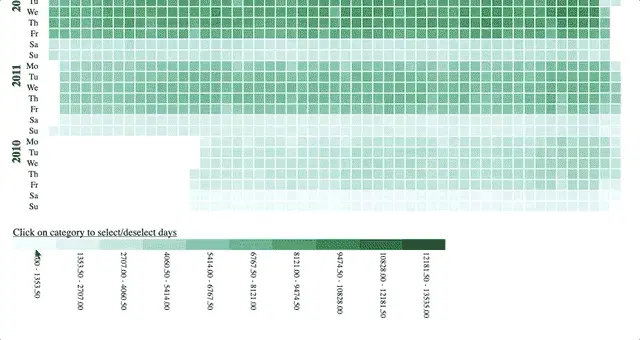 Tu
We
Th
Fr
Sa
Su
2011
Mo
Tu
We
Th
Fr
Sa
Su
2010
Mo
Tu
We
Th
Fr
Sa
Su
Click on category to select/deselect days
1353.50
1353.50 - 2707.00
2707.00 - 4060.50
4060.50 - 5414.00
5414.00 - 6767.50
6767.50 - 8121.00
8121.00 - 9474.50
9474.50 - 10828.00
10828.00 - 12181.50
12181.50 - 13535.00